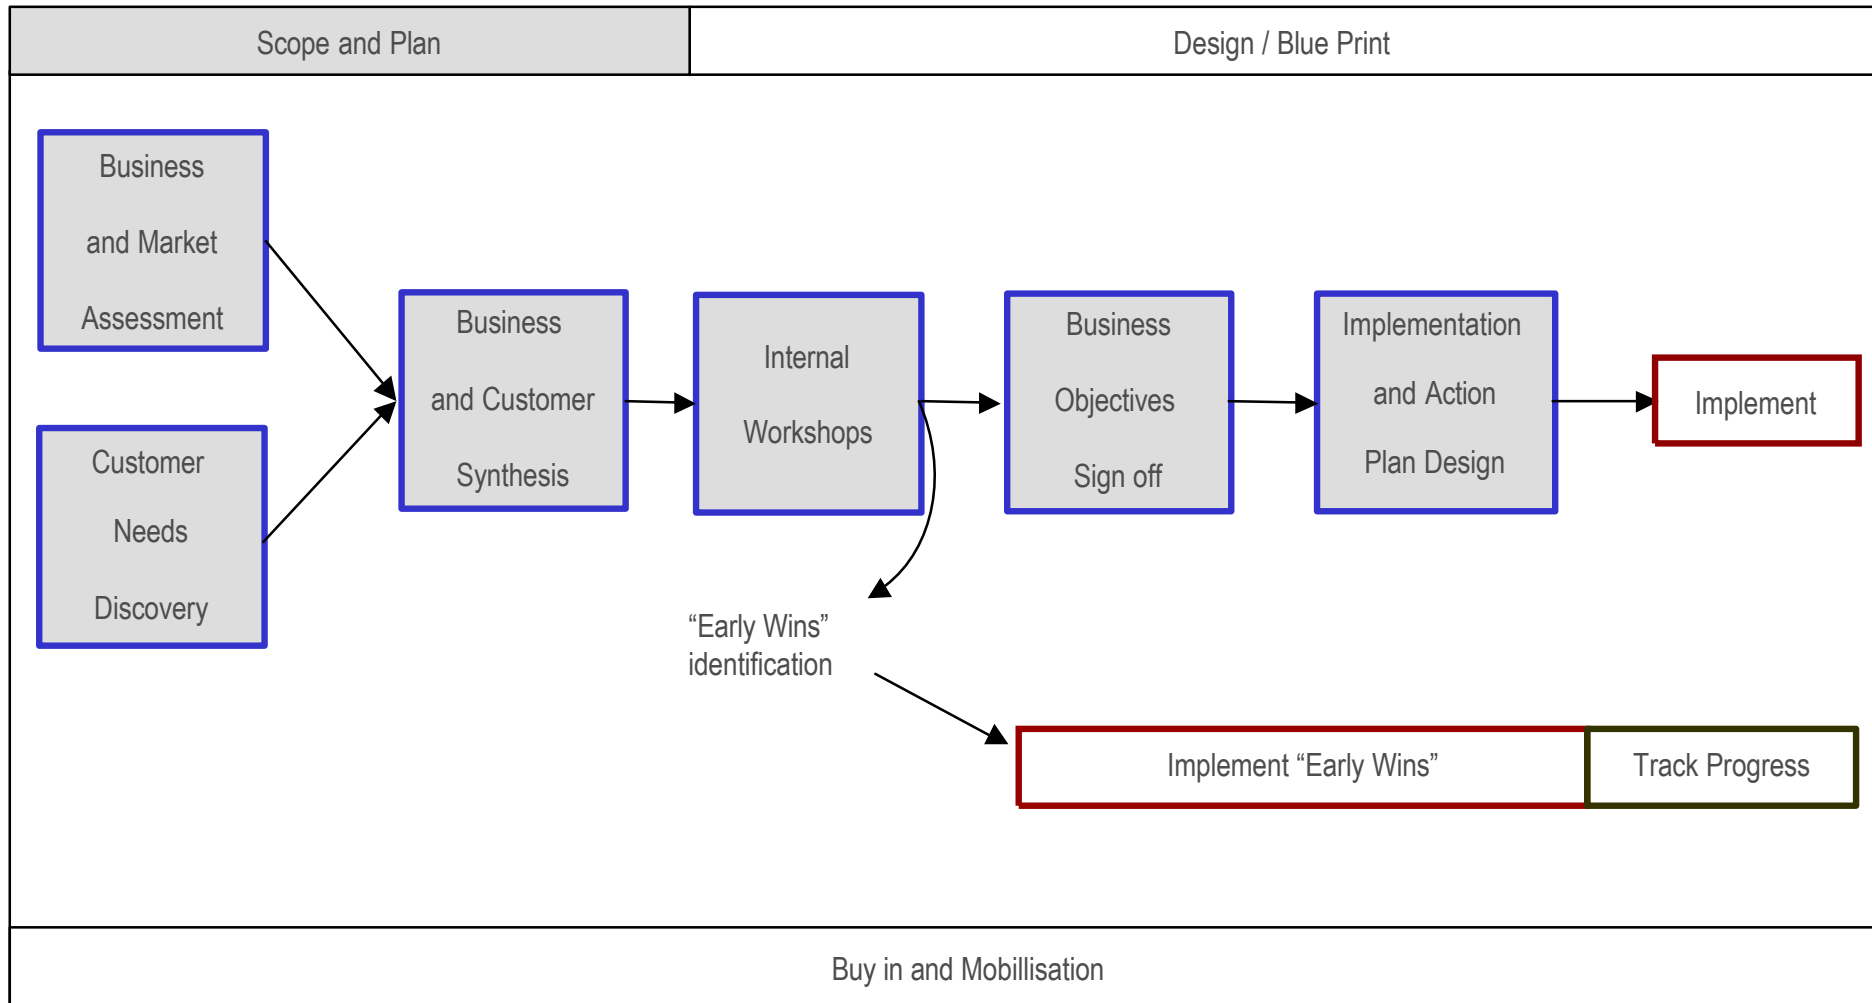 Scope and Plan
Design / Blue Print
Business
and Market
Assessment
Customer
Needs
Discovery
Business
and Customer
Synthesis
Internal
Workshops
Business
Objectives
Sign off
Implementation
and Action
Plan Design
Implement
“Early Wins”
identification
Implement “Early Wins”
Track Progress
Buy in and Mobillisation